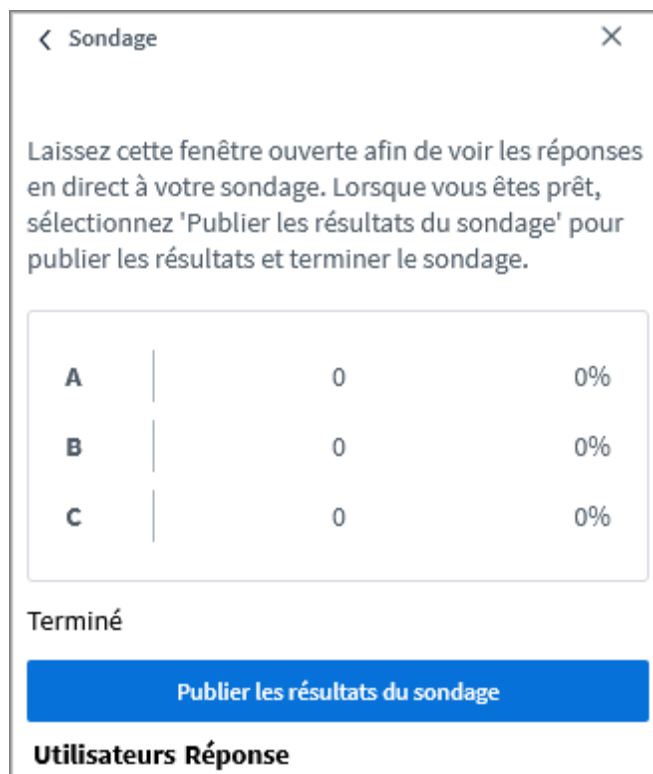 Sondage
Laissez cette fenêtre ouverte afin de voir les réponses
en direct à votre sondage. Lorsque vous êtes prêt,
sélectionnez 'Publier les résultats du sondage' pour
publier les résultats et terminer le sondage.
A 0 0%
B 0 0%
C 0 0%
Terminé
Publier les résultats du sondage
Utilisateurs Réponse